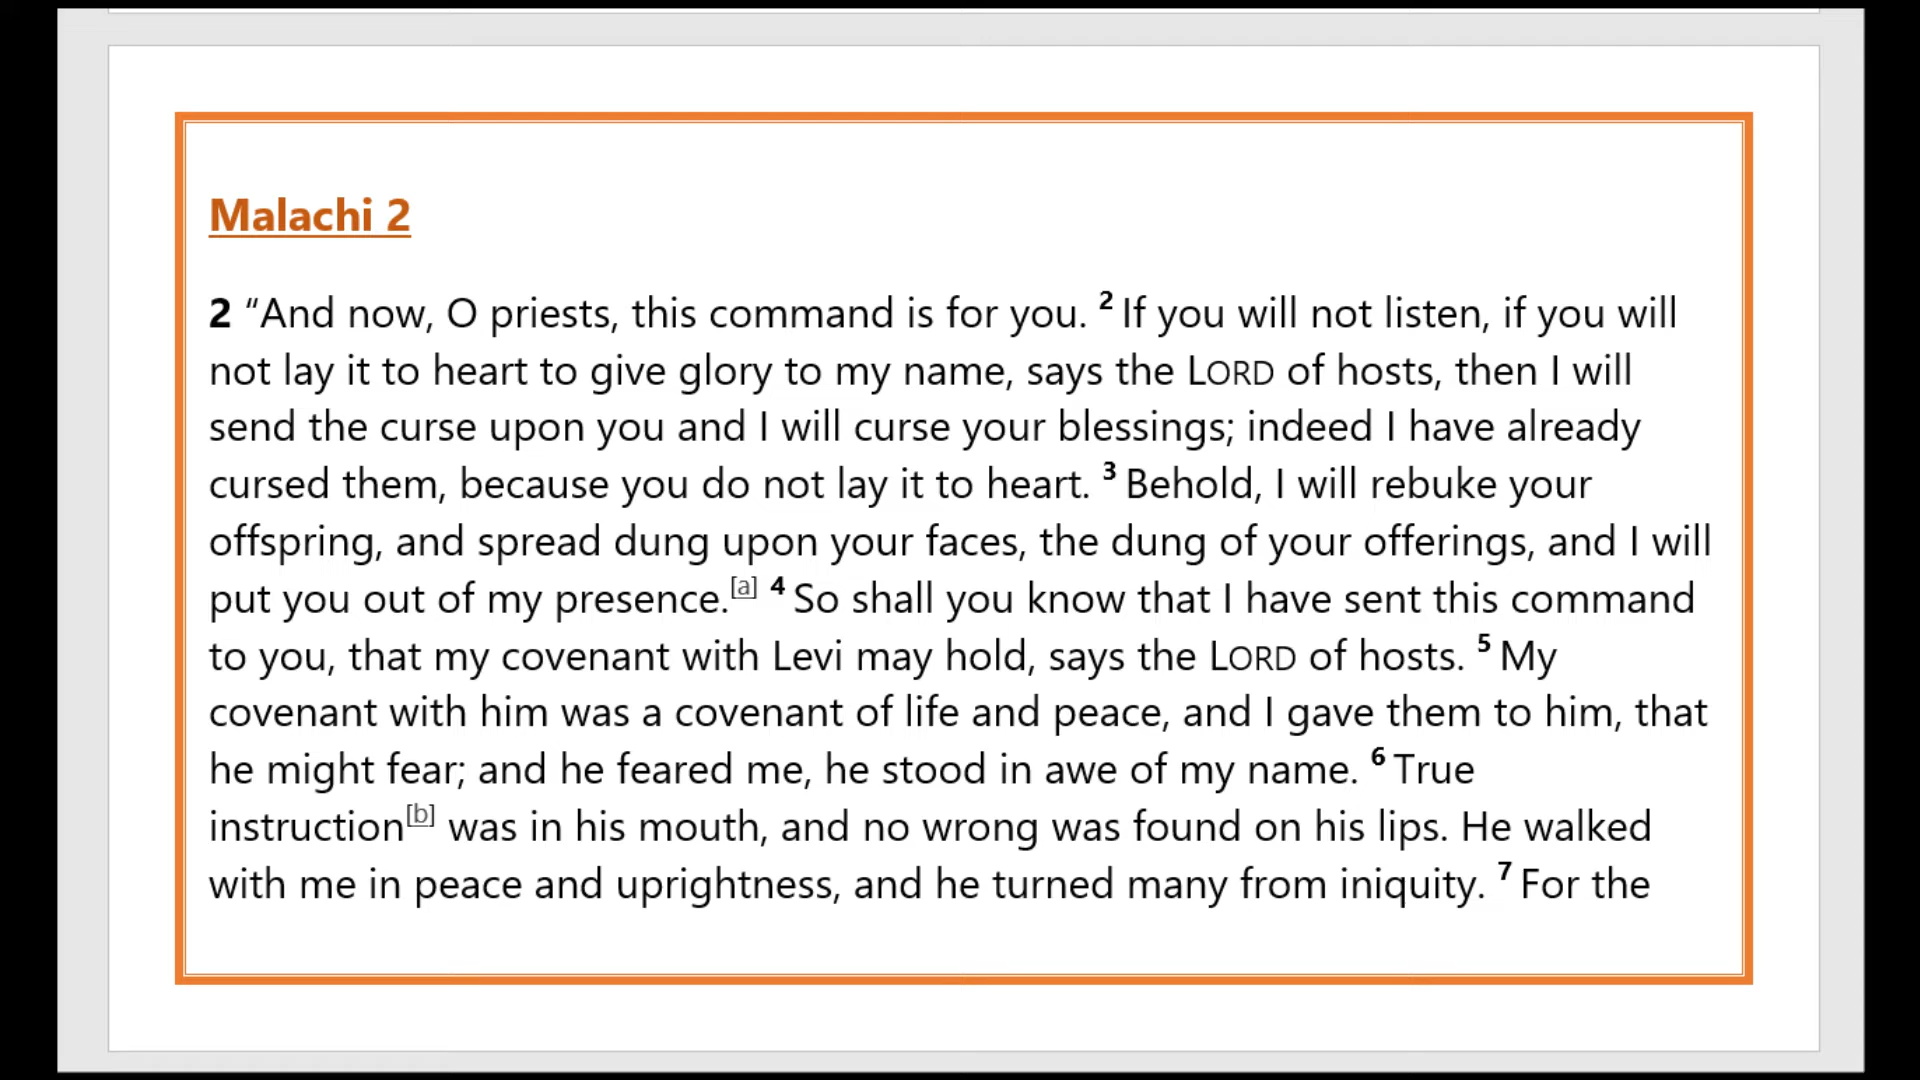 Malachi 2
2 “And now, O priests, this command is for you. 2 If you will not listen, if you will
not lay it to heart to give glory to my name, says the LORD of hosts, then I will
send the curse upon you and I will curse your blessings; indeed I have already
cursed them, because you do not lay it to heart. 3 Behold, I will rebuke your
offspring, and spread dung upon your faces, the dung of your offerings, and I will
put you out of my presence.[a] 4 So shall you know that I have sent this command
to you, that my covenant with Levi may hold, says the LORD of hosts. 5 My
covenant with him was a covenant of life and peace, and I gave them to him, that
he might fear; and he feared me, he stood in awe of my name. 6 True
instruction[b] was in his mouth, and no wrong was found on his lips. He walked
with me in peace and uprightness, and he turned many from iniquity. 7 For the